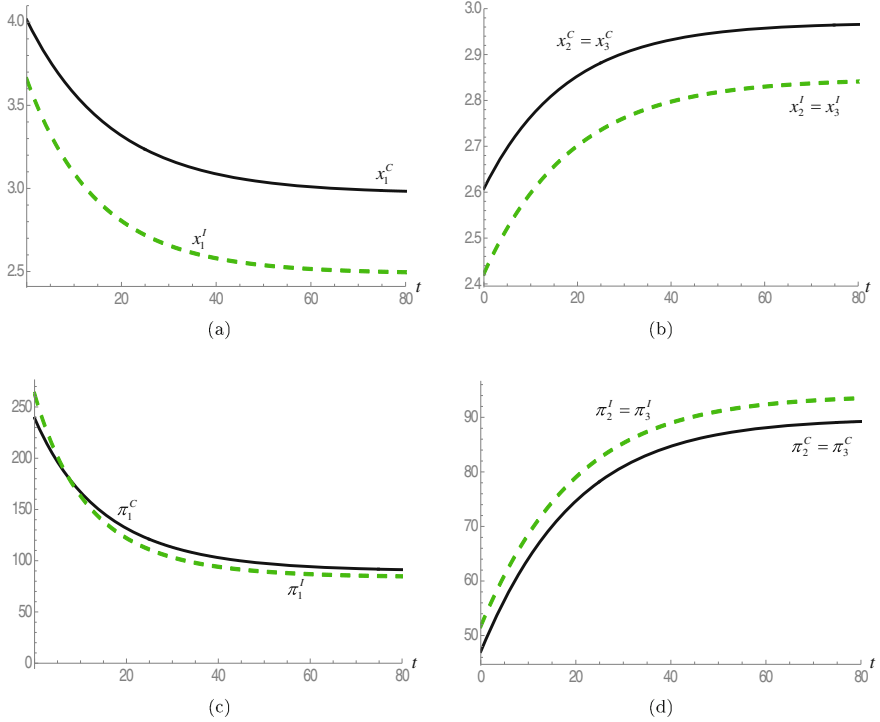 4.0
3.5
3.0
2.5
20 40 60 80 t
x_1^C
x_1^I
(a)
3.0
2.9
2.8
2.7
2.6
2.5
2.4
0 20 40 60 80 t
x_2^C = x_3^C
x_2^I = x_3^I
(b)
250
200
150
100
50
0
20 40 60 80 t
π_1^C
π_1^I
(c)
90
80
70
60
50
0 20 40 60 80 t
π_2^I = π_3^I
π_2^C = π_3^C
(d)